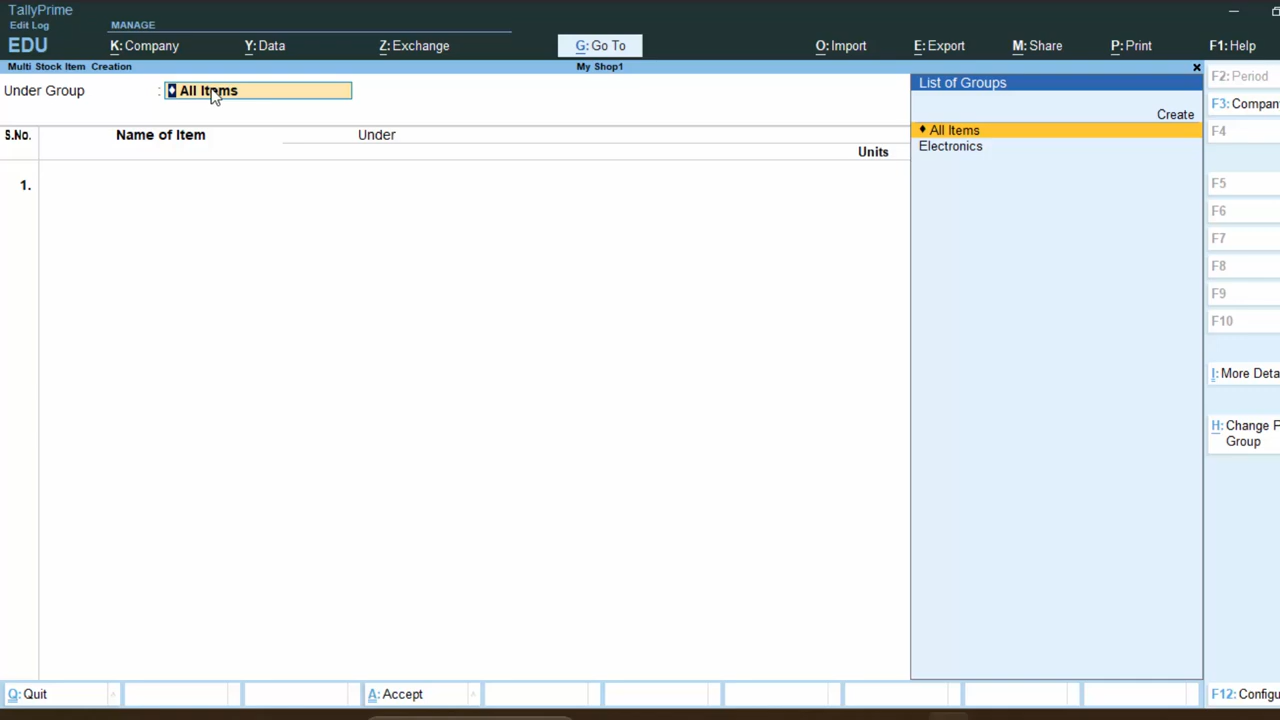 TallyPrime
Edit Log
EDU
MANAGE
K: Company
Y: Data
Z: Exchange
G: Go To
O: Import
E: Export
M: Share
P: Print
F1: Help
Multi Stock Item Creation
My Shop1
Under Group : ♦ All Items
S.No.
Name of Item
Under
Units
1.
List of Groups
Create
♦ All Items
Electronics
F2: Period
F3: Compan
F4
F5
F6
F7
F8
F9
F10
I: More Deta
H: Change P
Group
Q: Quit
A: Accept
F12: Configu